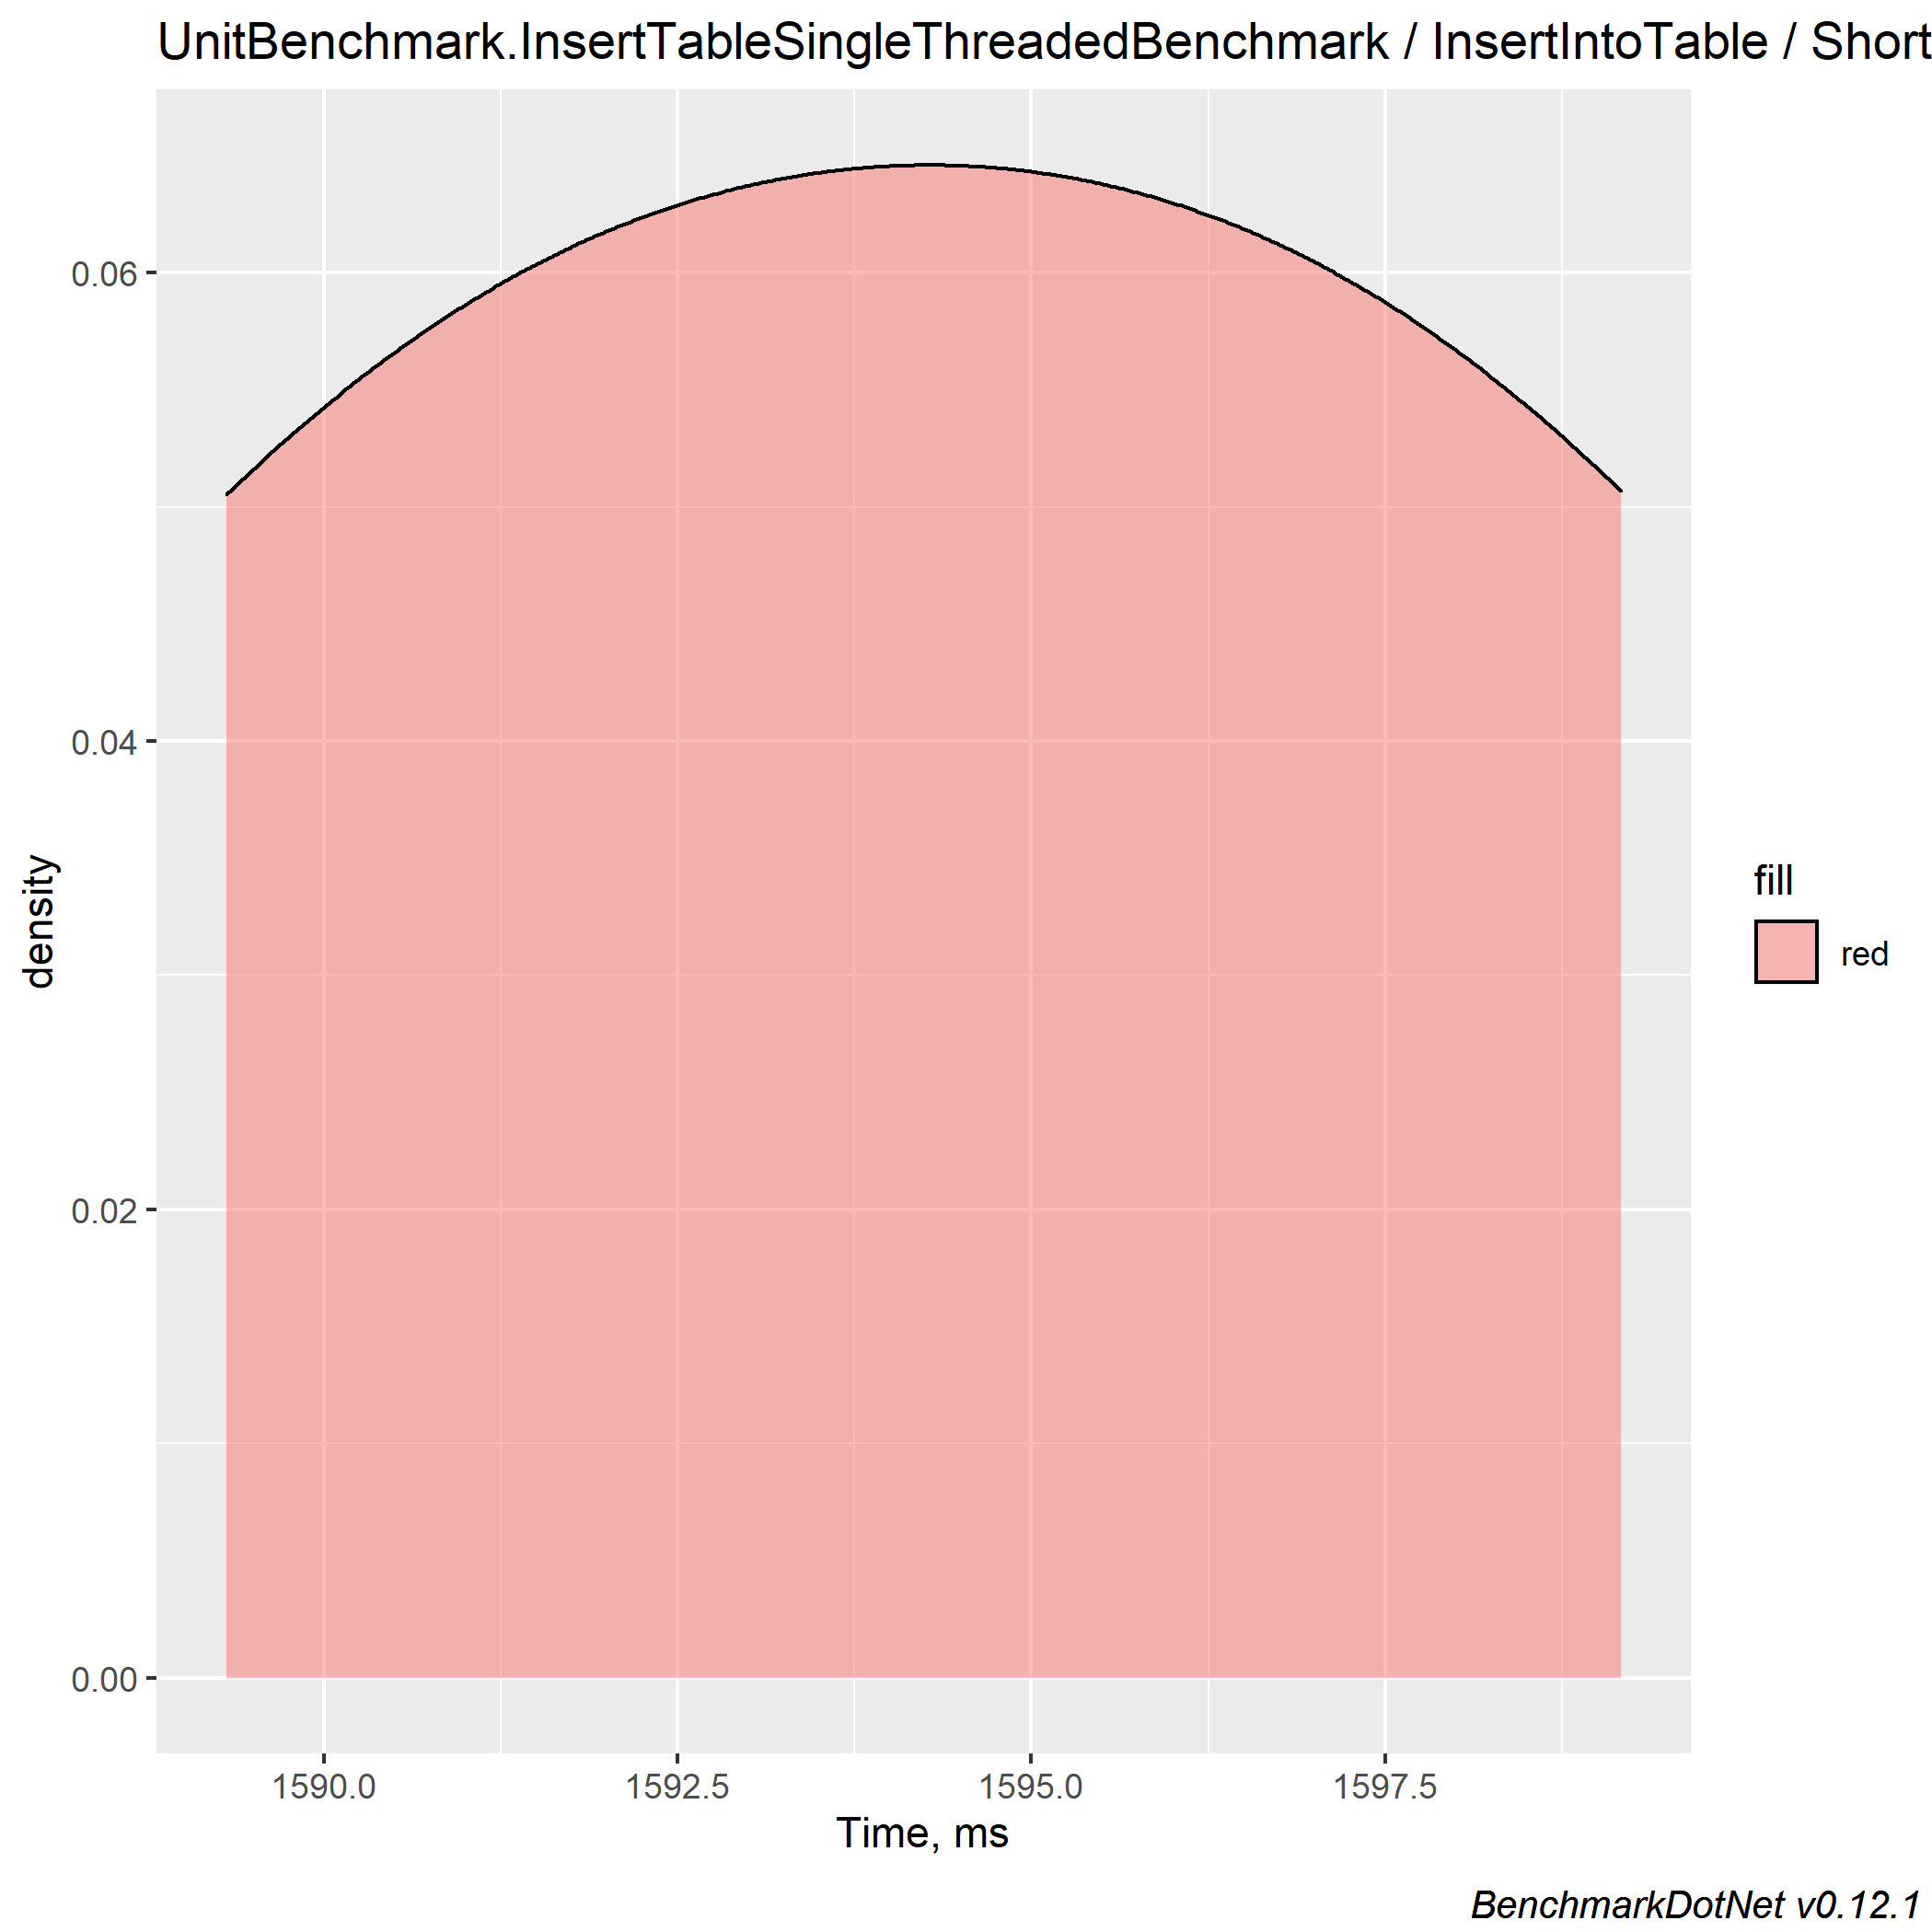 UnitBenchmark.InsertTableSingleThreadedBenchmark / InsertIntoTable / Short
0.06
0.04
0.02
0.00
density
1590.0 1592.5 1595.0 1597.5
Time, ms
fill
red
BenchmarkDotNet v0.12.1